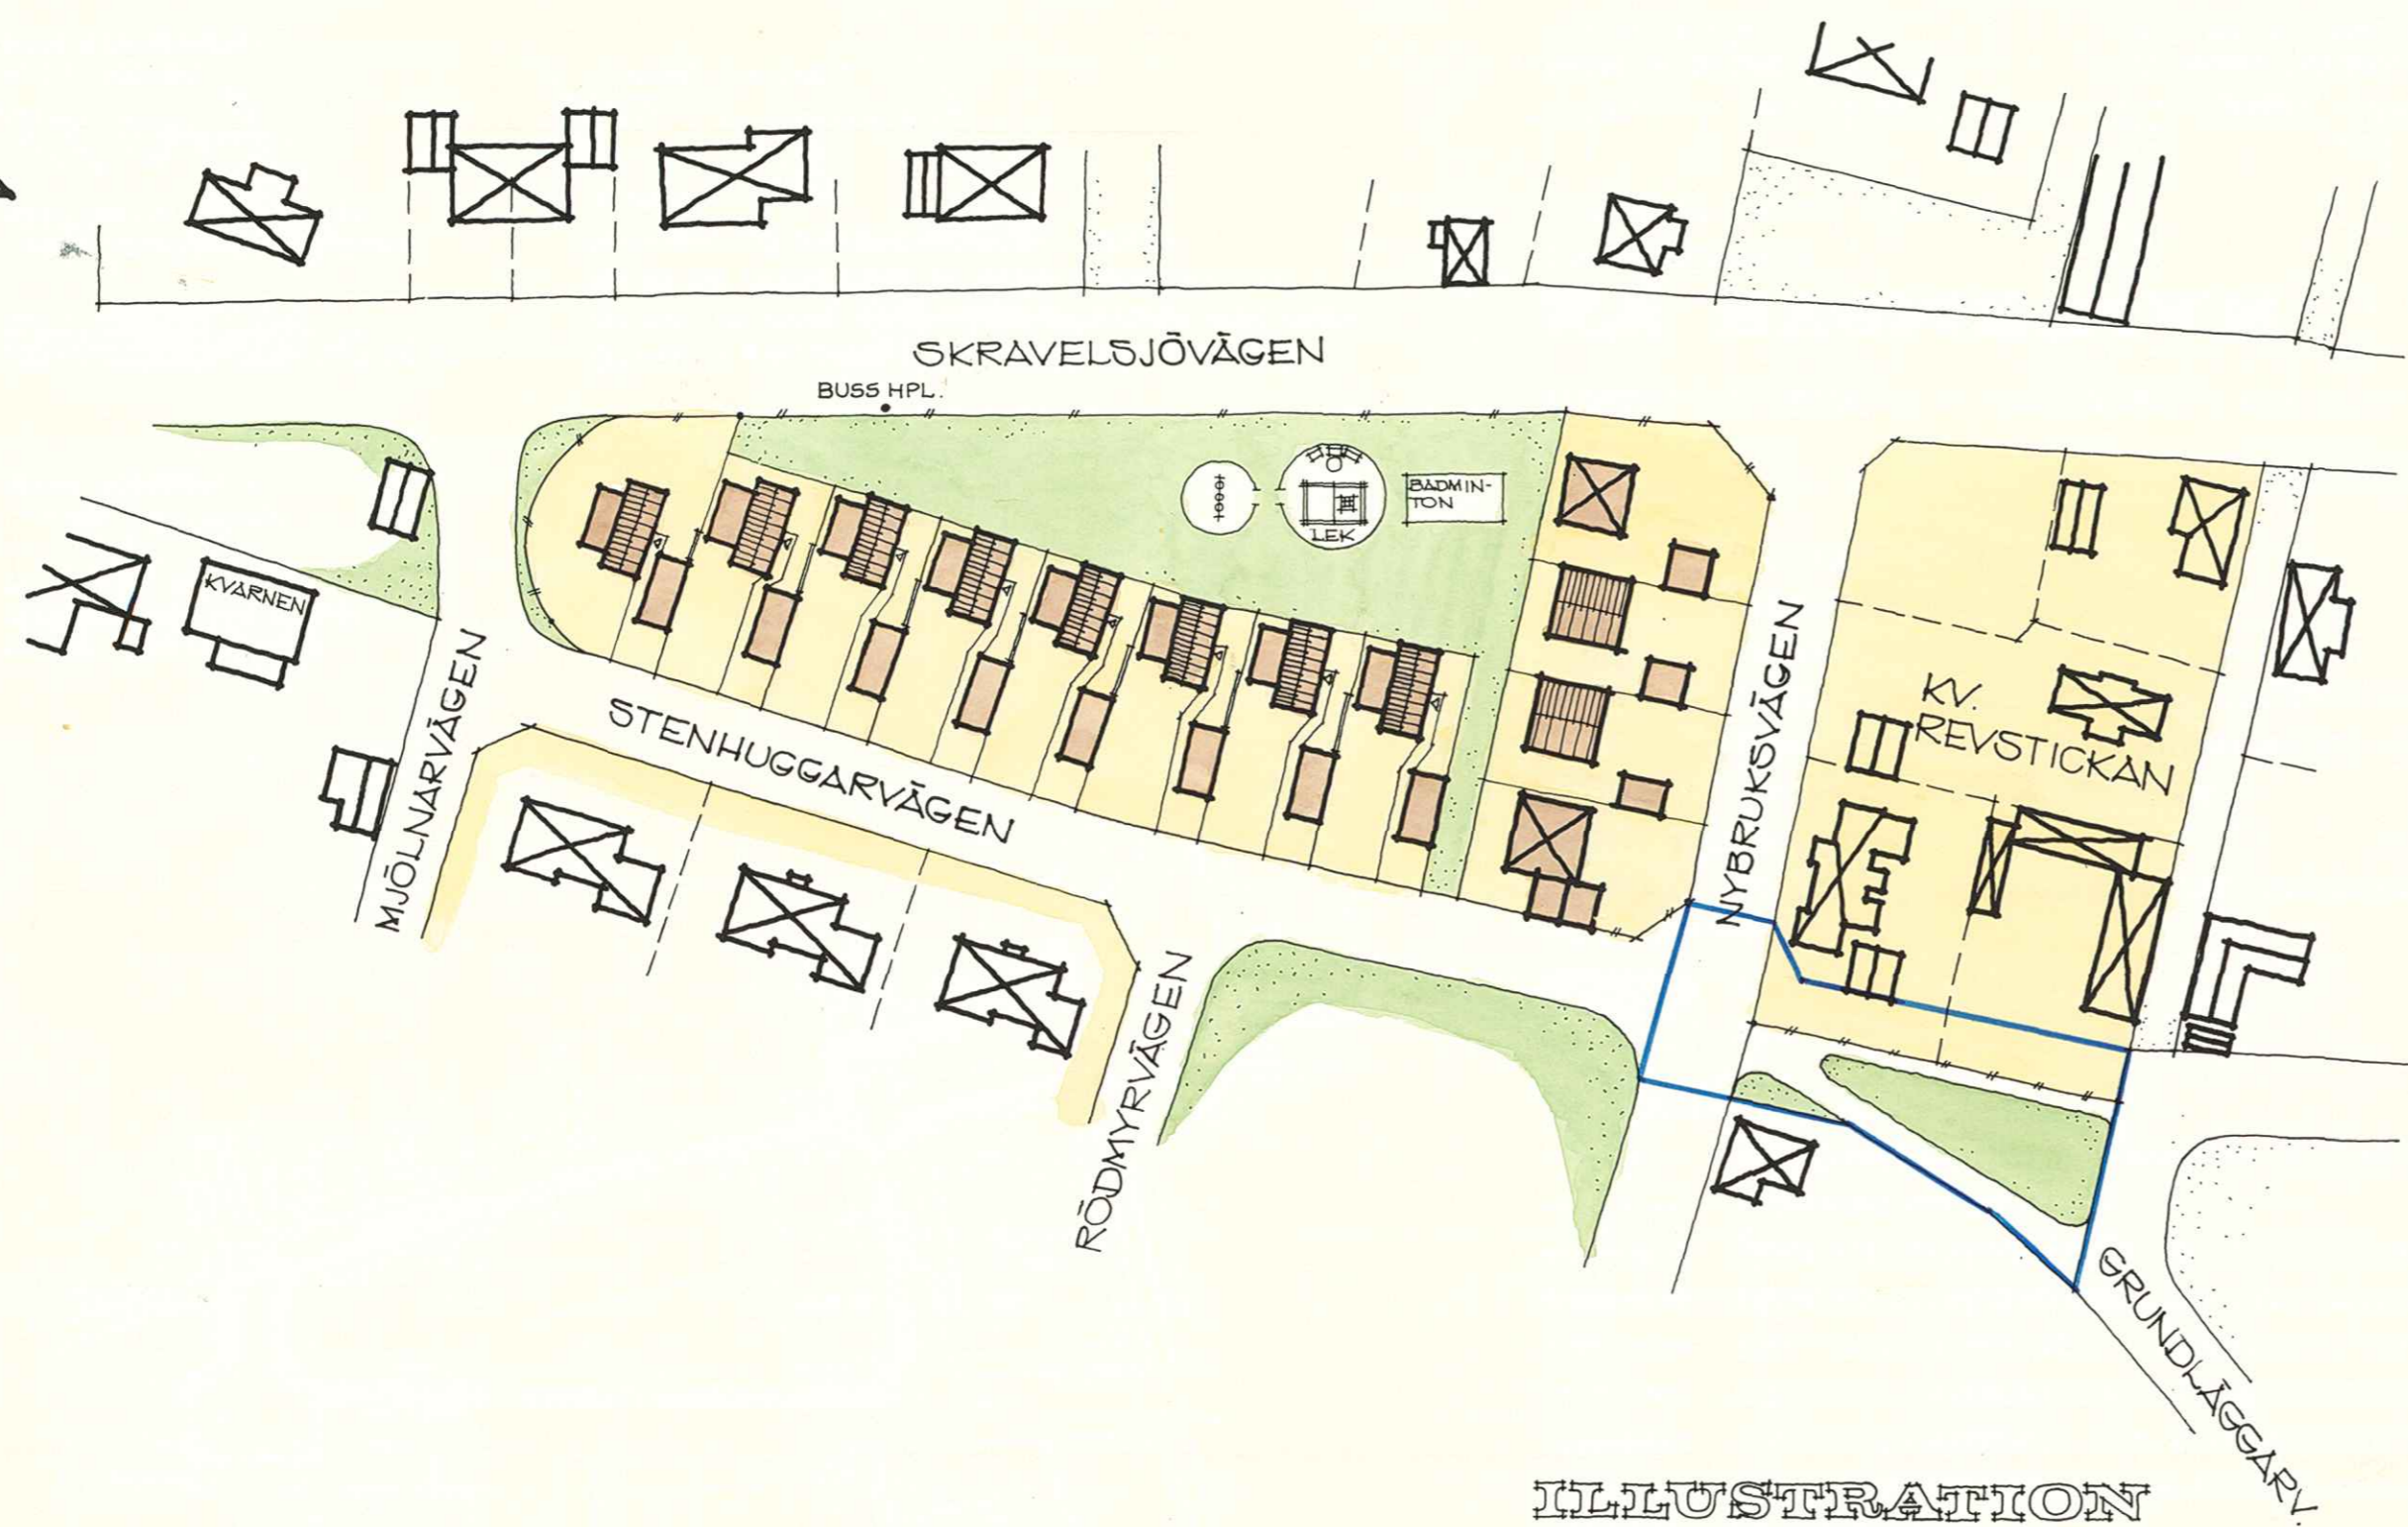 SKRAVELSJÖVÄGEN
BUSS HPL.
BADMIN-
TON
LEK
KVARNEN
MJÖLNARVÄGEN
STENHUGGARVÄGEN
NYBRUKSVÄGEN
KV.
REVSTICKAN
RÖDMYRVÄGEN
GRUNDLÄGGARV.
ILLUSTRATION